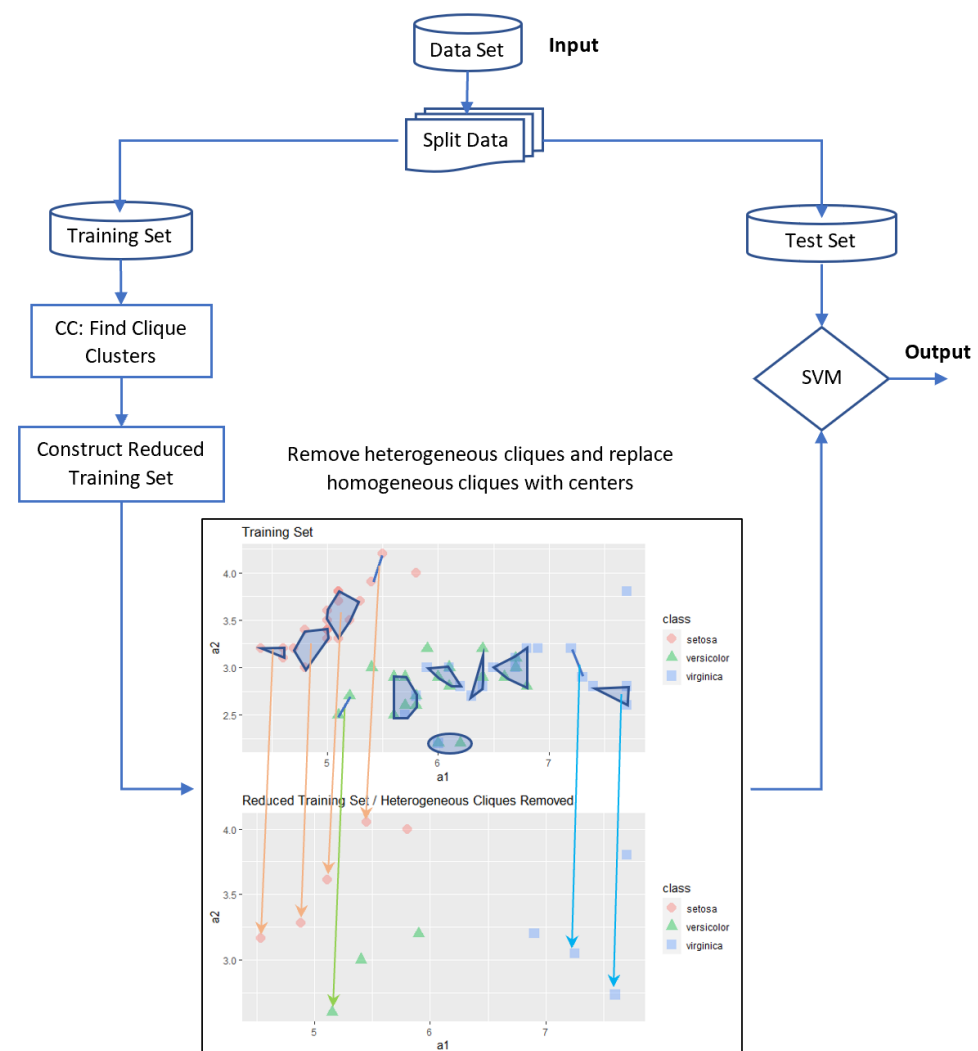 Data Set
Input
Split Data
Training Set
Test Set
CC: Find Clique
Clusters
SVM
Output
Construct Reduced
Training Set
Remove heterogeneous cliques and replace
homogeneous cliques with centers
Training Set
4.0
3.5
3.0
2.5
a2
5
6
7
a1
class
setosa
versicolor
virginica
Reduced Training Set / Heterogeneous Cliques Removed
4.0
3.5
3.0
a2
5
6
7
a1
class
setosa
versicolor
virginica